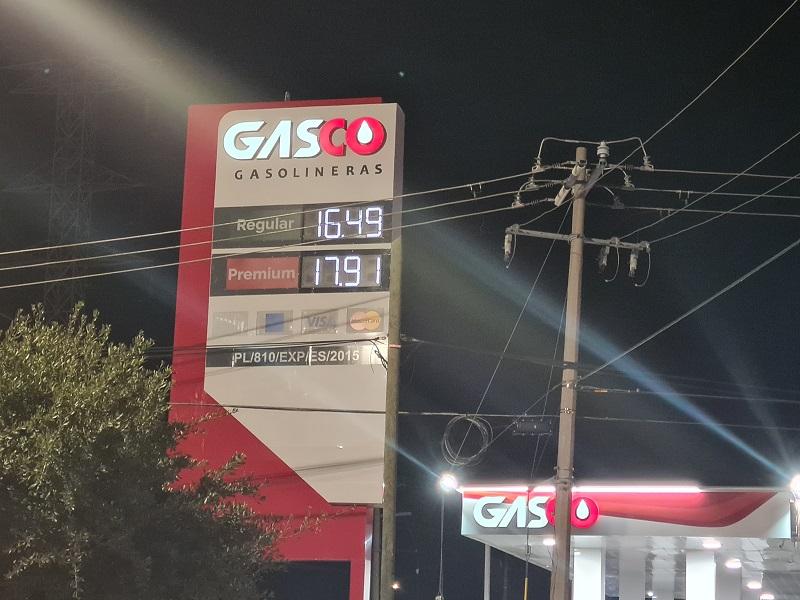 GASCO
GASOLINERAS
Regular 16.49
Premium 17.91
VISA
PL/810/EXP/ES/2015
GASCO